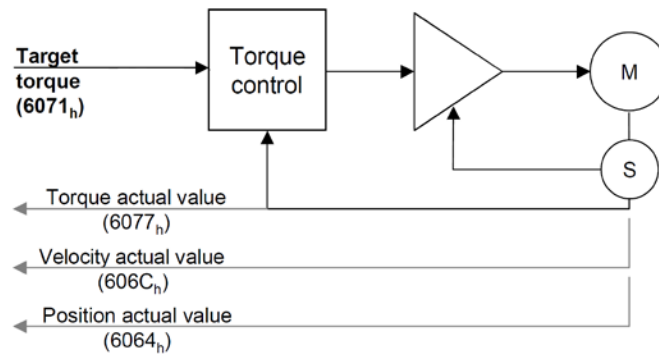 Target
torque
(6071ₕ)
Torque
control
M
S
Torque actual value
(6077ₕ)
Velocity actual value
(606Cₕ)
Position actual value
(6064ₕ)